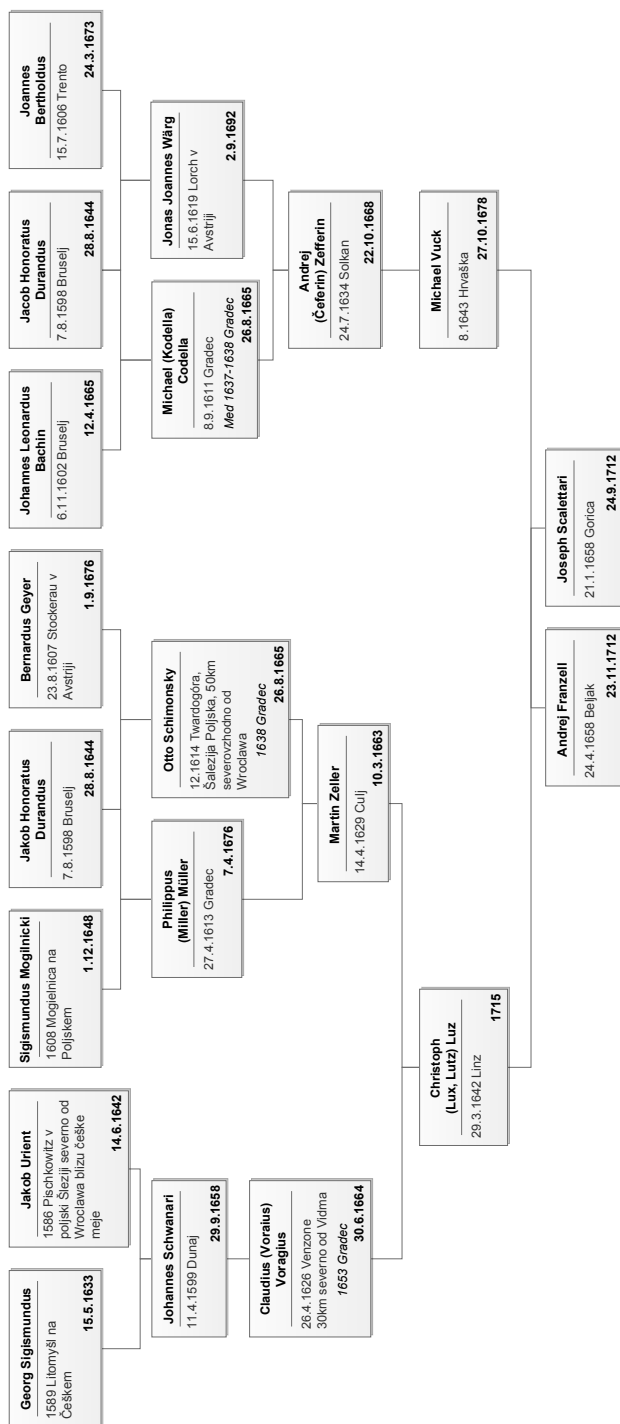 Georg Sigismundus
1589 Litomyšl na
Češkem
15.5.1633
Jakob Urient
1586 Pischkowitz v
poljski Šleziji severno od
Wroclawa blizu češke
meje
14.6.1642
Sigismundus Mogilnicki
1608 Mogielnica na
Poljskem
1.12.1648
Jakob Honoratus
Durandus
7.8.1598 Bruselj
28.8.1644
Bernardus Geyer
23.8.1607 Stockerau v
Avstriji
1.9.1676
Johannes Leonardus
Bachin
6.11.1602 Bruselj
12.4.1665
Jacob Honoratus
Durandus
7.8.1598 Bruselj
28.8.1644
Joannes
Bertholdus
15.7.1606 Trento
24.3.1673
Johannes Schwanari
11.4.1599 Dunaj
29.9.1658
Philippus
(Miller) Müller
27.4.1613 Gradec
7.4.1676
Otto Schimonsky
12.1614 Twardogóra,
Šalezija Poljska, 50km
severovzhodno od
Wroclawa
1638 Gradec
26.8.1665
Michael (Kodella)
Codella
8.9.1611 Gradec
Med 1637-1638 Gradec
26.8.1665
Jonas Joannes Wärg
15.6.1619 Lorch v
Avstriji
2.9.1692
Claudius (Voraius)
Voragius
26.4.1626 Venzone
30km severno od Vidma
1653 Gradec
30.6.1664
Martin Zeller
14.4.1629 Culj
10.3.1663
Andrej
(Čeferin) Zefferin
24.7.1634 Solkan
22.10.1668
Christoph
(Lux, Lutz) Luz
29.3.1642 Linz
1715
Michael Vuck
8.1643 Hrvaška
27.10.1678
Andrej Franzell
24.4.1658 Beljak
23.11.1712
Joseph Scalettari
21.1.1658 Gorica
24.9.1712